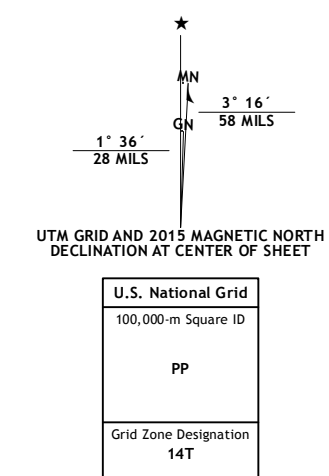 ★
MN
3° 16´
GN
58 MILS
1° 36´
28 MILS
UTM GRID AND 2015 MAGNETIC NORTH
DECLINATION AT CENTER OF SHEET
U.S. National Grid
100,000-m Square ID
PP
Grid Zone Designation
14T